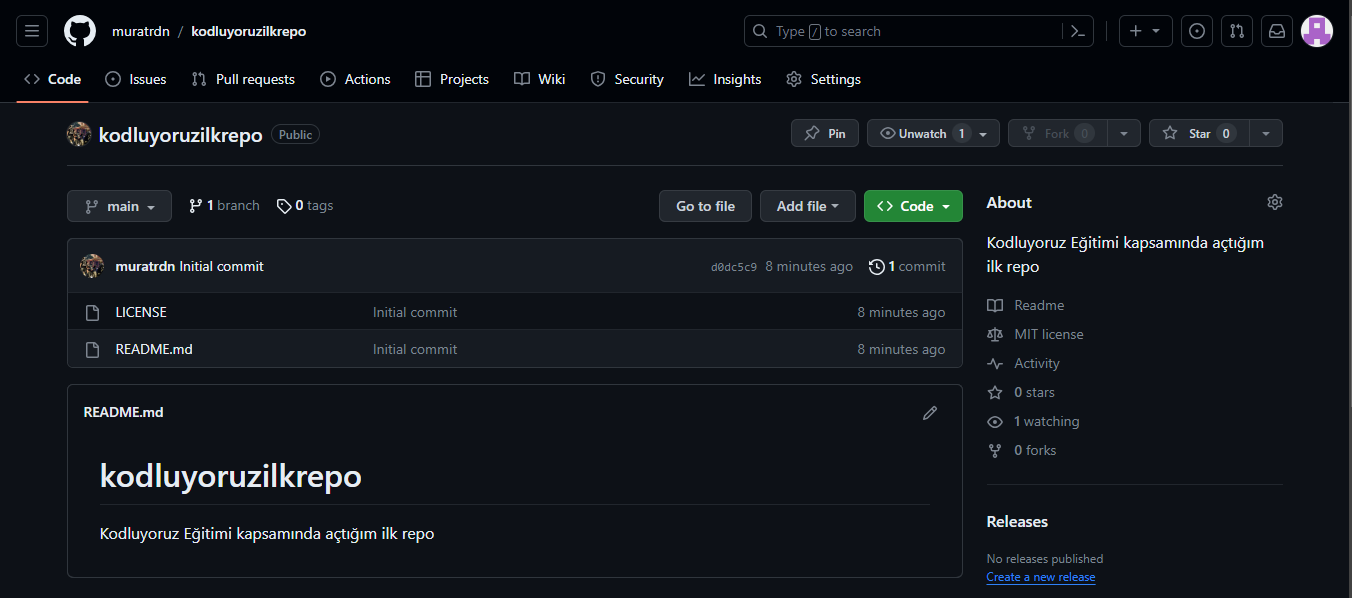 muratrdn / kodluyoruzilkrepo
Type / to search
Code Issues Pull requests Actions Projects Wiki Security Insights Settings
kodluyoruzilkrepo Public
Pin Unwatch 1 Fork 0 Star 0
main 1 branch 0 tags
Go to file Add file Code
muratrdn Initial commit d0dc5c9 8 minutes ago 1 commit
LICENSE Initial commit 8 minutes ago
README.md Initial commit 8 minutes ago
README.md
kodluyoruzilkrepo
Kodluyoruz Eğitimi kapsamında açtığım ilk repo
About
Kodluyoruz Eğitimi kapsamında açtığım
ilk repo
Readme
MIT license
Activity
0 stars
1 watching
0 forks
Releases
No releases published
Create a new release